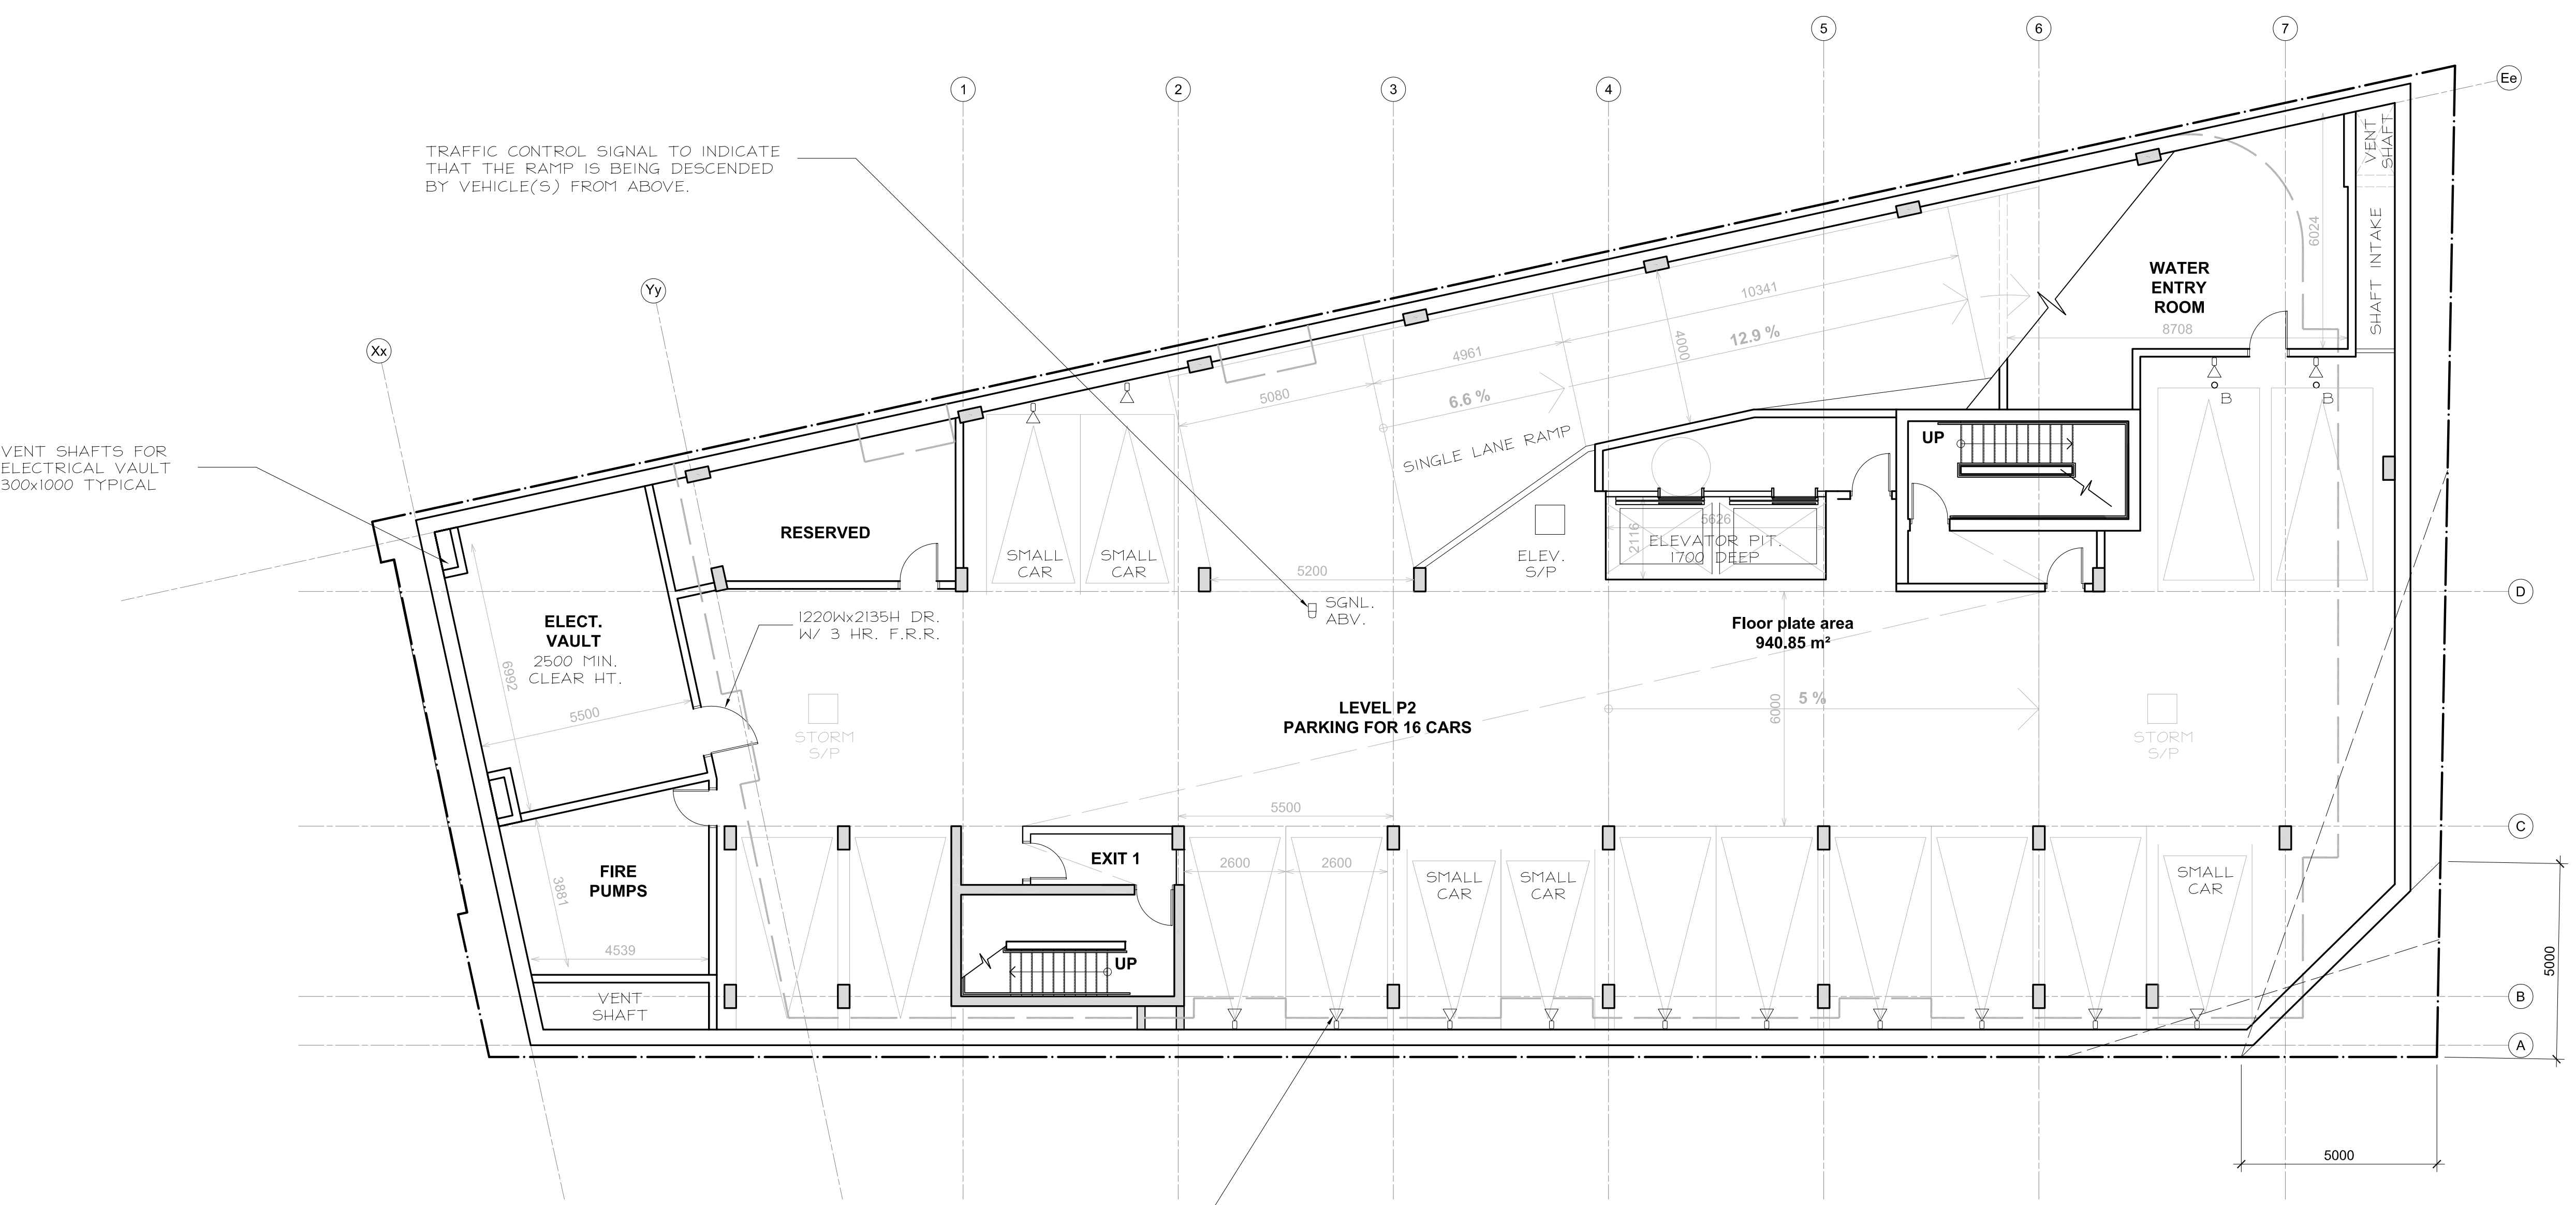 1
2
3
4
5
6
7
Ee
Yy
Xx
TRAFFIC CONTROL SIGNAL TO INDICATE
THAT THE RAMP IS BEING DESCENDED
BY VEHICLE(S) FROM ABOVE.
VENT
SHAFT
SHAFT INTAKE
6024
WATER
ENTRY
ROOM
8708
10341
12.9 %
4000
4961
6.6 %
5080
SINGLE LANE RAMP
VENT SHAFTS FOR
ELECTRICAL VAULT
300x1000 TYPICAL
B
B
UP
RESERVED
SMALL
CAR
SMALL
CAR
5200
ELEV.
S/P
5626
2116
ELEVATOR PIT.
1700 DEEP
SGNL.
ABV.
D
1220Wx2135H DR.
W/ 3 HR. F.R.R.
ELECT.
VAULT
2500 MIN.
CLEAR HT.
6992
5500
Floor plate area
940.85 m²
LEVEL P2
PARKING FOR 16 CARS
6000
5 %
STORM
S/P
STORM
S/P
5500
C
EXIT 1
FIRE
PUMPS
3881
4539
2600
2600
SMALL
CAR
SMALL
CAR
SMALL
CAR
UP
VENT
SHAFT
B
A
5000
5000